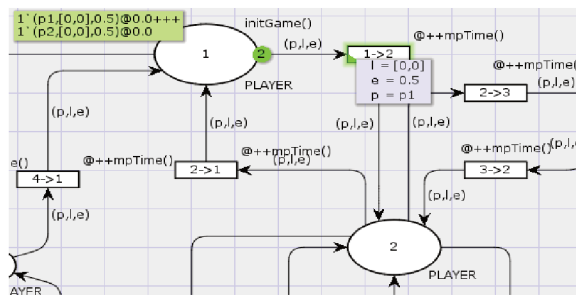 1`(p1,[0,0],0.5)@0.0+++
1`(p2,[0,0],0.5)@0.0
initGame()
1
2
(p,l,e)
@++mpTime()
1->2
l = [0,0]
e = 0.5
p = p1
PLAYER
@++mpTime(
(p,l,e)
2->3
(p,l,e)
(p,l,e)
(p,l,e)
(p,l,e)
e()
@++mpTime()
2->1
@++mpTime()
(p,l,e)
@++mpTime()
(p,l,
3->2
4->1
(p,l,e)
(p,l,e)
2
PLAYER
AYER